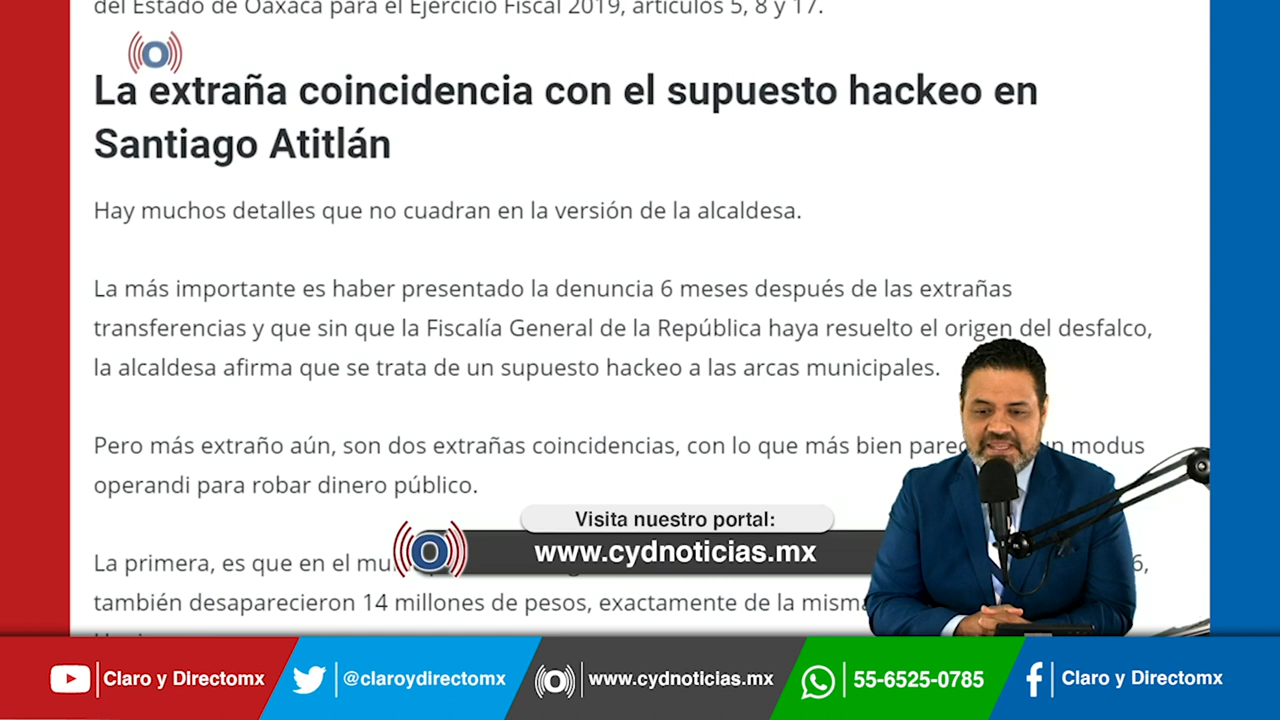 del Estado de Oaxaca para el Ejercicio Fiscal 2019, artículos 5, 8 y 17.
La extraña coincidencia con el supuesto hackeo en
Santiago Atitlán
Hay muchos detalles que no cuadran en la versión de la alcaldesa.
La más importante es haber presentado la denuncia 6 meses después de las extrañas
transferencias y que sin que la Fiscalía General de la República haya resuelto el origen del desfalco,
la alcaldesa afirma que se trata de un supuesto hackeo a las arcas municipales.
Pero más extraño aún, son dos extrañas coincidencias, con lo que más bien un modus
operandi para robar dinero público.
Visita nuestro portal:
www.cydnoticias.mx
La primera, es que en el 6,
también desaparecieron 14 millones de pesos, exactamente de la
Claro y Directomx
@claroydirectomx
www.cydnoticias.mx
55-6525-0785
Claro y Directomx